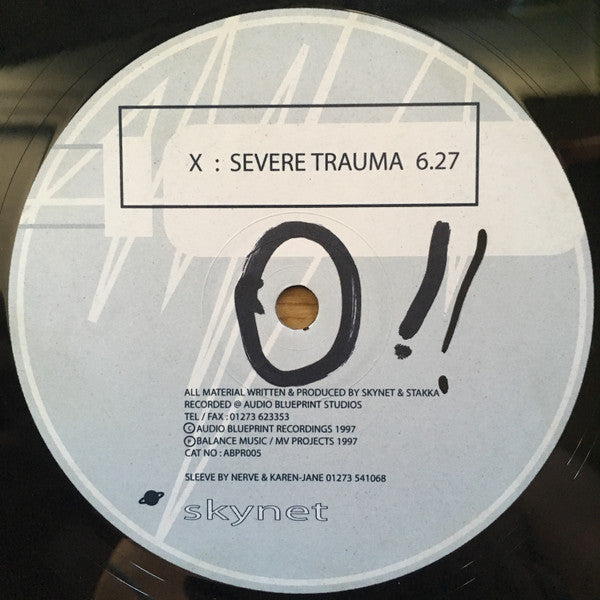 X : SEVERE TRAUMA 6.27
O!!
ALL MATERIAL WRITTEN & PRODUCED BY SKYNET & STAKKA
RECORDED @ AUDIO BLUEPRINT STUDIOS
TEL / FAX : 01273 623353
©AUDIO BLUEPRINT RECORDINGS 1997
℗BALANCE MUSIC / MV PROJECTS 1997
CAT NO : ABPR005
SLEEVE BY NERVE & KAREN-JANE 01273 541068
skynet